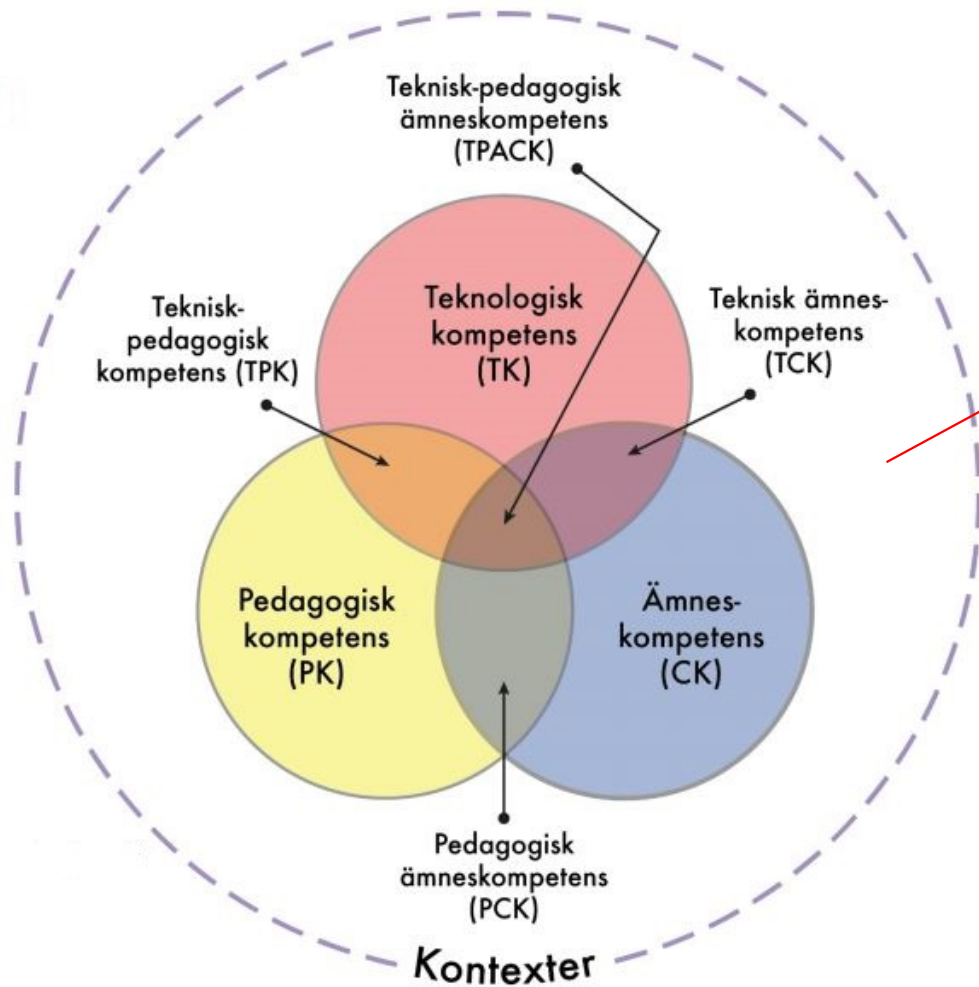 Teknisk-pedagogisk
ämneskompetens
(TPACK)
Teknologisk
kompetens
(TK)
Teknisk-
pedagogisk
kompetens (TPK)
Teknisk ämnes-
kompetens
(TCK)
Pedagogisk
kompetens
(PK)
Ämnes-
kompetens
(CK)
Pedagogisk
ämneskompetens
(PCK)
Kontexter